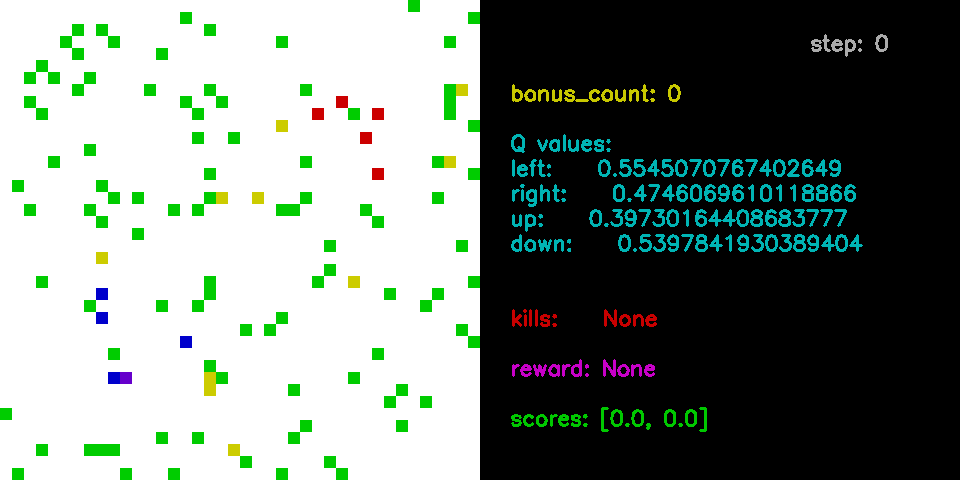 step: 0
bonus_count: 0
Q values:
left: 0.5545070767402649
right: 0.4746069610118866
up: 0.39730164408683777
down: 0.5397841930389404
kills: None
reward: None
scores: [0.0, 0.0]